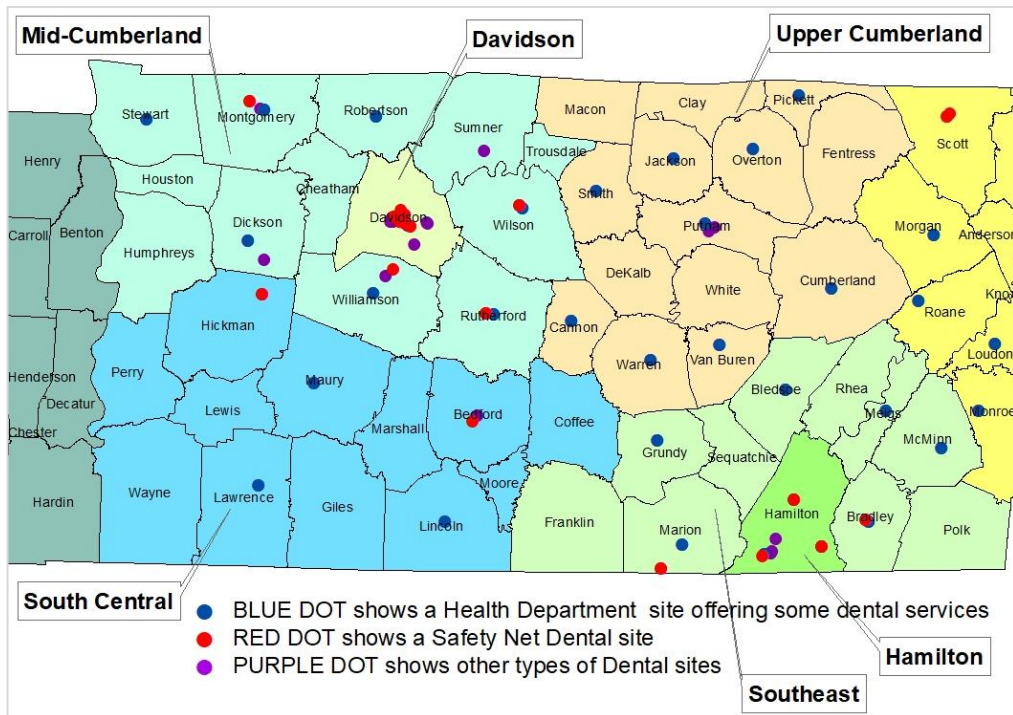 Mid-Cumberland
Davidson
Upper Cumberland
Stewart
Montgomery
Robertson
Sumner
Macon
Clay
Pickett
Scott
Henry
Houston
Cheatham
Trousdale
Jackson
Overton
Fentress
Smith
Carroll
Benton
Dickson
Davidson
Wilson
Putnam
Morgan
Anderson
Humphreys
DeKalb
White
Cumberland
Knox
Williamson
Rutherford
Cannon
Roane
Hickman
Warren
Van Buren
Loudon
Perry
Henderson
Decatur
Maury
Bledsoe
Rhea
Lewis
Bedford
Coffee
Meigs
Monroe
Chester
Marshall
Grundy
Sequatchie
McMinn
Hardin
Wayne
Lawrence
Giles
Moore
Lincoln
Franklin
Marion
Hamilton
Bradley
Polk
South Central
BLUE DOT shows a Health Department site offering some dental services
RED DOT shows a Safety Net Dental site
PURPLE DOT shows other types of Dental sites
Hamilton
Southeast